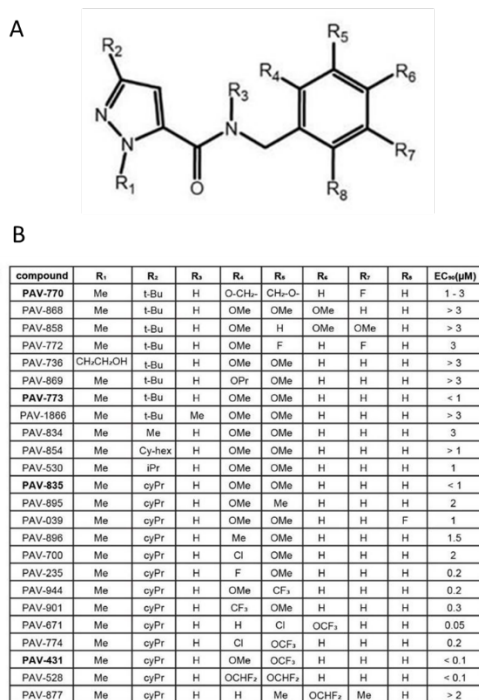 A
R₂
R₅
R₄
R₆
R₃
N
N
N
R₇
R₁
O
R₈
B
compound R₁ R₂ R₃ R₄ R₅ R₆ R₇ R₈ EC₅₀(µM)
PAV-770 Me t-Bu H O-CH₂- CH₂-O- H F H 1 - 3
PAV-868 Me t-Bu H OMe OMe OMe H H > 3
PAV-858 Me t-Bu H OMe H OMe OMe H > 3
PAV-772 Me t-Bu H OMe F H F H 3
PAV-736 CH₂CH₂OH t-Bu H OMe OMe H H H > 3
PAV-869 Me t-Bu H OPr OMe H H H > 3
PAV-773 Me t-Bu H OMe OMe H H H < 1
PAV-1866 Me t-Bu Me OMe OMe H H H > 3
PAV-834 Me Me H OMe OMe H H H 3
PAV-854 Me Cy-hex H OMe OMe H H H > 1
PAV-530 Me iPr H OMe OMe H H H 1
PAV-835 Me cyPr H OMe OMe H H H < 1
PAV-895 Me cyPr H OMe Me H H H 2
PAV-039 Me cyPr H OMe OMe H H F 1
PAV-896 Me cyPr H Me OMe H H H 1.5
PAV-700 Me cyPr H Cl OMe H H H 2
PAV-235 Me cyPr H F OMe H H H 0.2
PAV-944 Me cyPr H OMe CF₃ H H H 0.2
PAV-901 Me cyPr H CF₃ OMe H H H 0.3
PAV-671 Me cyPr H H Cl OCF₃ H H 0.05
PAV-774 Me cyPr H Cl OCF₃ H H H 0.2
PAV-431 Me cyPr H OMe OCF₃ H H H < 0.1
PAV-528 Me cyPr H OCHF₂ OCHF₂ H H H < 0.1
PAV-877 Me cyPr H H Me OCHF₂ Me H > 2